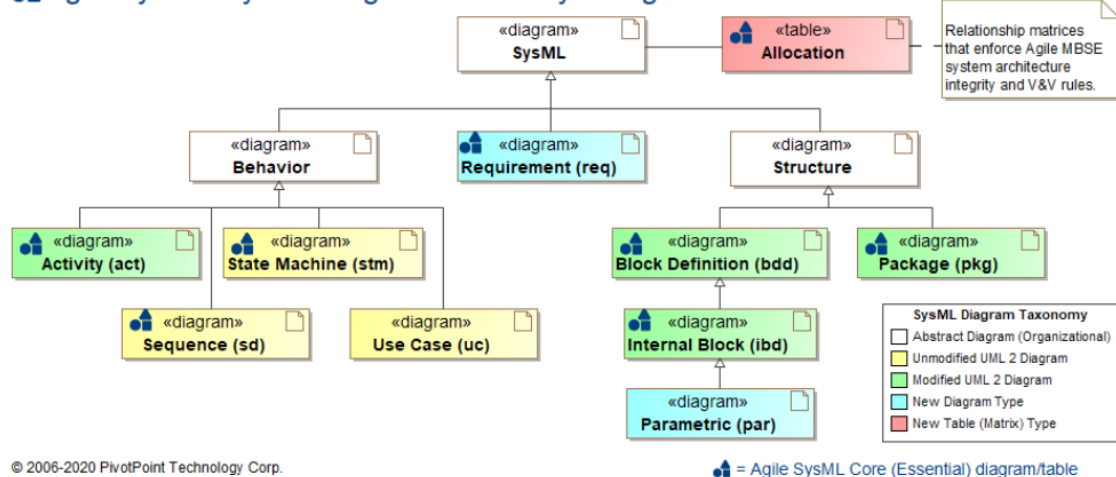 «diagram»
SysML
«table»
Allocation
Relationship matrices
that enforce Agile MBSE
system architecture
integrity and V&V rules.
«diagram»
Behavior
«diagram»
Requirement (req)
«diagram»
Structure
«diagram»
Activity (act)
«diagram»
State Machine (stm)
«diagram»
Block Definition (bdd)
«diagram»
Package (pkg)
«diagram»
Sequence (sd)
«diagram»
Use Case (uc)
«diagram»
Internal Block (ibd)
«diagram»
Parametric (par)
SysML Diagram Taxonomy
Abstract Diagram (Organizational)
Unmodified UML 2 Diagram
Modified UML 2 Diagram
New Diagram Type
New Table (Matrix) Type
© 2006-2020 PivotPoint Technology Corp.
= Agile SysML Core (Essential) diagram/table